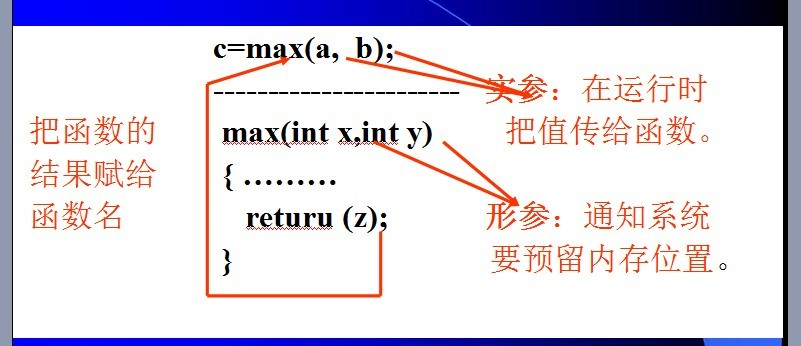 c=max(a, b);
------------------------
实参：在运行时
把值传给函数。
把函数的
结果赋给
函数名
max(int x,int y)
{ ………
returu (z);
}
形参：通知系统
要预留内存位置。